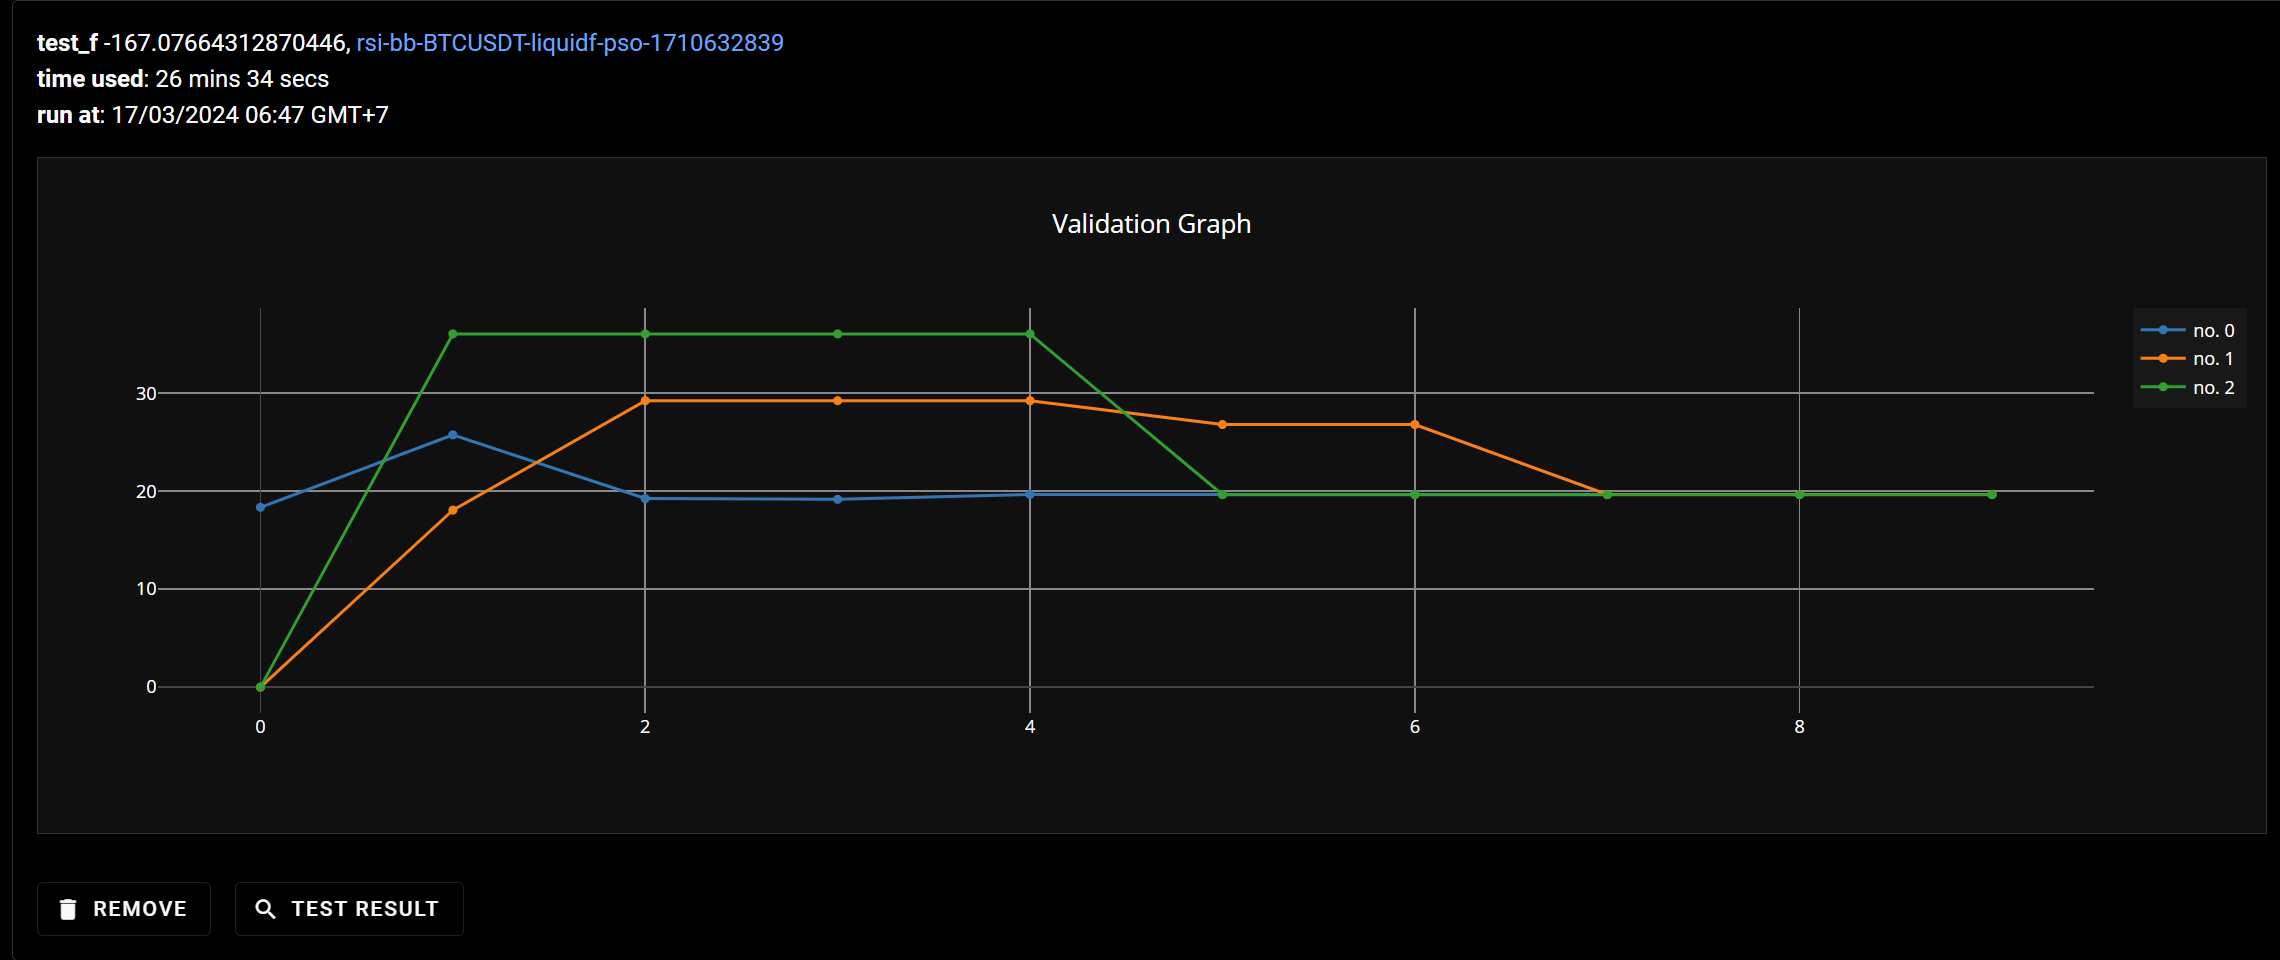 test_f -167.07664312870446, rsi-bb-BTCUSDT-liquidf-pso-1710632839
time used: 26 mins 34 secs
run at: 17/03/2024 06:47 GMT+7
Validation Graph
no. 0
no. 1
no. 2
30
20
10
0
0 2 4 6 8
REMOVE TEST RESULT